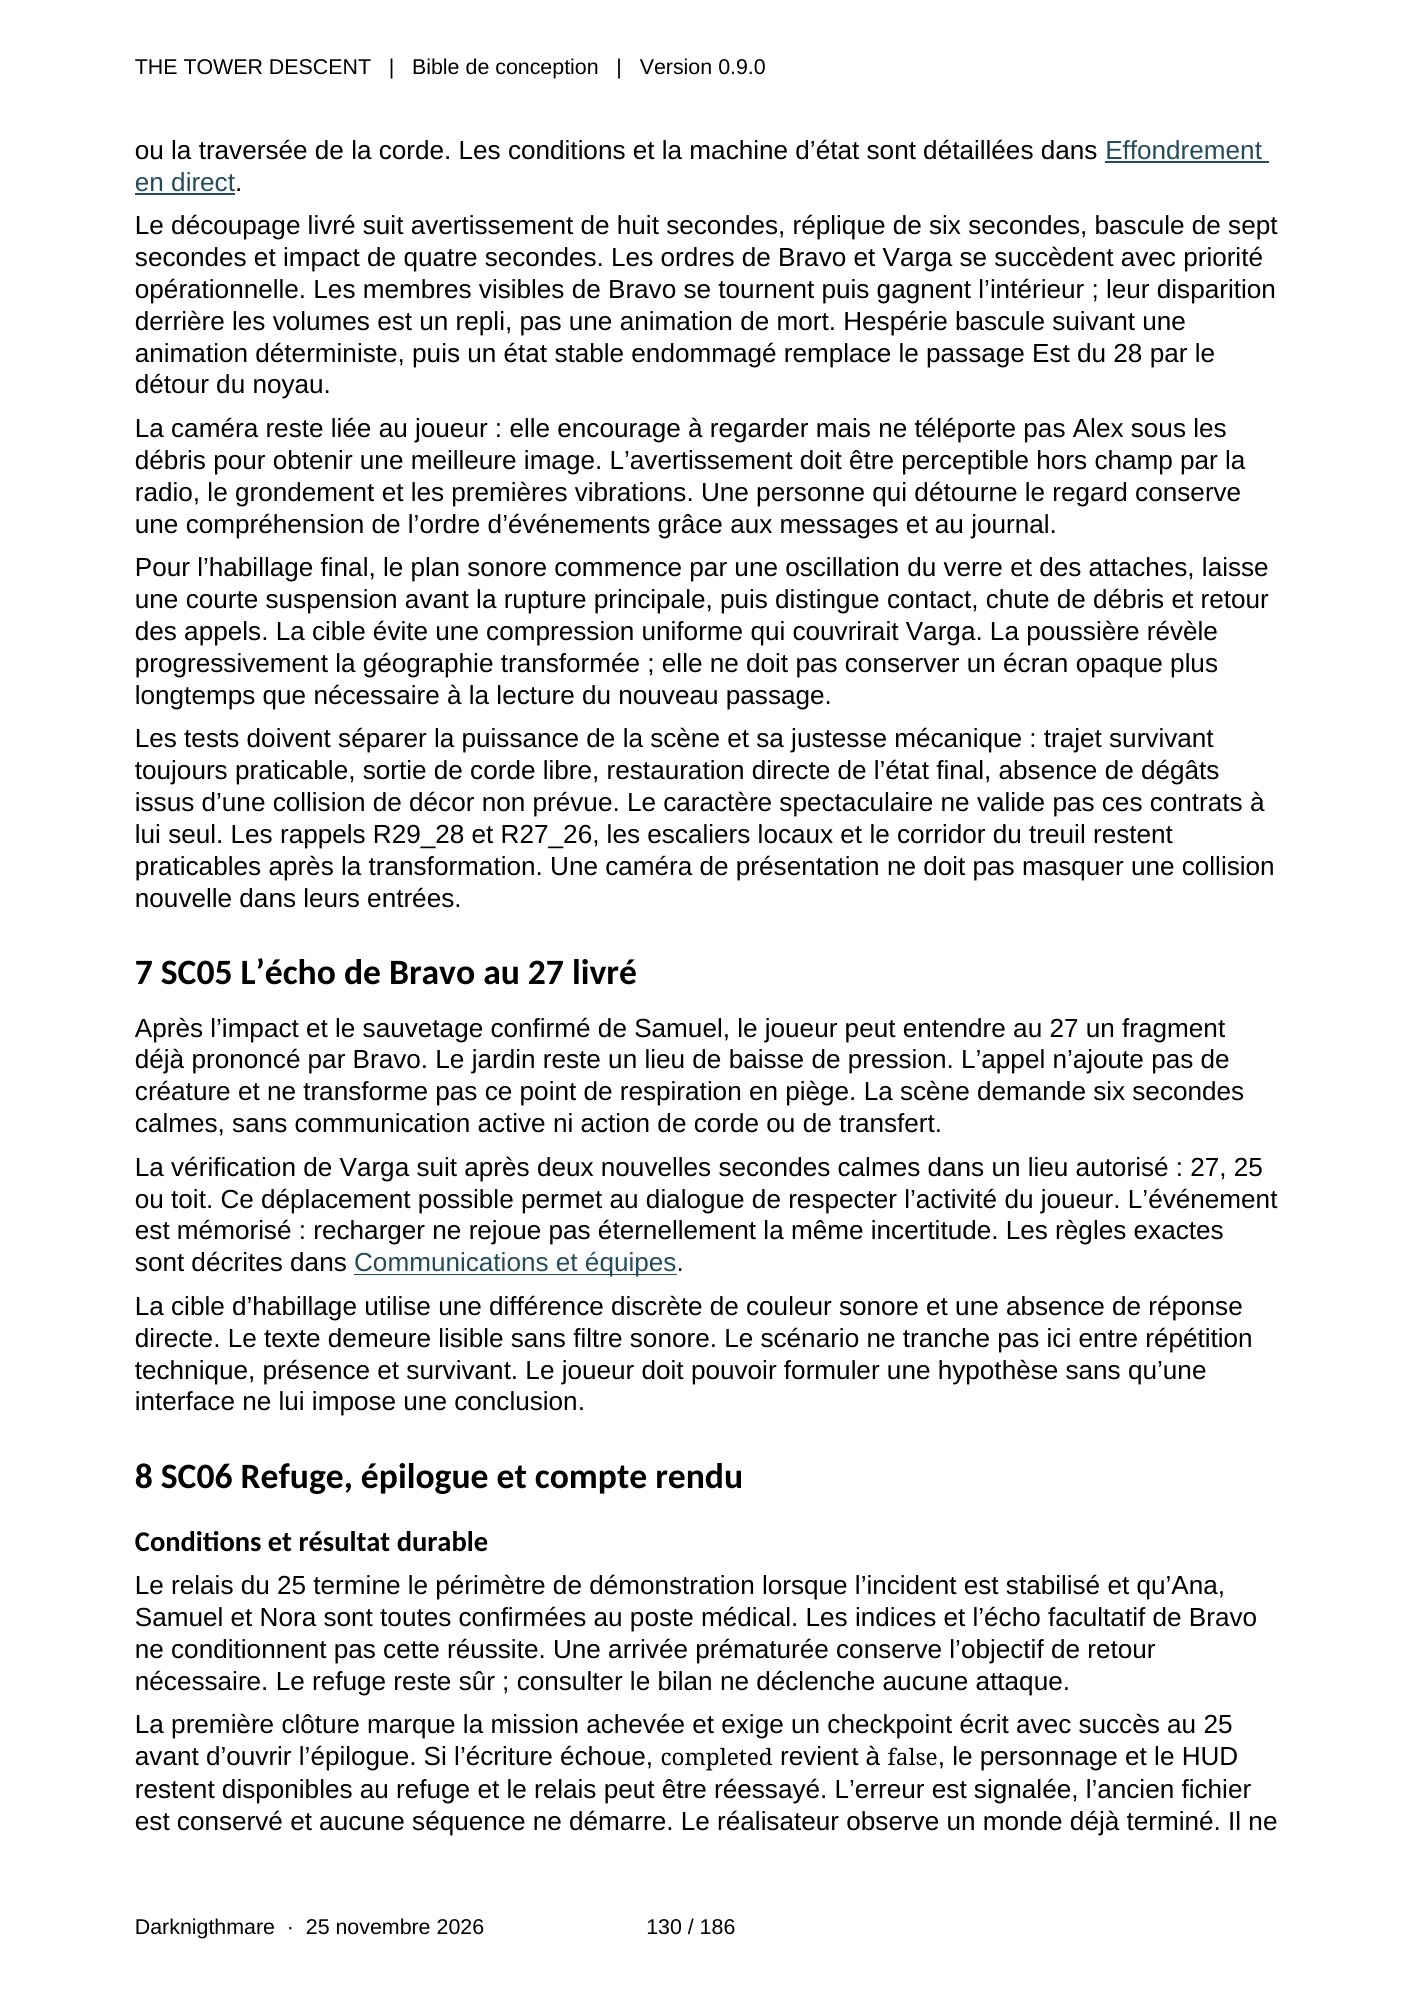 THE TOWER DESCENT | Bible de conception | Version 0.9.0
ou la traversée de la corde. Les conditions et la machine d’état sont détaillées dans Effondrement
en direct.
Le découpage livré suit avertissement de huit secondes, réplique de six secondes, bascule de sept
secondes et impact de quatre secondes. Les ordres de Bravo et Varga se succèdent avec priorité
opérationnelle. Les membres visibles de Bravo se tournent puis gagnent l’intérieur ; leur disparition
derrière les volumes est un repli, pas une animation de mort. Hespérie bascule suivant une
animation déterministe, puis un état stable endommagé remplace le passage Est du 28 par le
détour du noyau.
La caméra reste liée au joueur : elle encourage à regarder mais ne téléporte pas Alex sous les
débris pour obtenir une meilleure image. L’avertissement doit être perceptible hors champ par la
radio, le grondement et les premières vibrations. Une personne qui détourne le regard conserve
une compréhension de l’ordre d’événements grâce aux messages et au journal.
Pour l’habillage final, le plan sonore commence par une oscillation du verre et des attaches, laisse
une courte suspension avant la rupture principale, puis distingue contact, chute de débris et retour
des appels. La cible évite une compression uniforme qui couvrirait Varga. La poussière révèle
progressivement la géographie transformée ; elle ne doit pas conserver un écran opaque plus
longtemps que nécessaire à la lecture du nouveau passage.
Les tests doivent séparer la puissance de la scène et sa justesse mécanique : trajet survivant
toujours praticable, sortie de corde libre, restauration directe de l’état final, absence de dégâts
issus d’une collision de décor non prévue. Le caractère spectaculaire ne valide pas ces contrats à
lui seul. Les rappels R29_28 et R27_26, les escaliers locaux et le corridor du treuil restent
praticables après la transformation. Une caméra de présentation ne doit pas masquer une collision
nouvelle dans leurs entrées.
7 SC05 L’écho de Bravo au 27 livré
Après l’impact et le sauvetage confirmé de Samuel, le joueur peut entendre au 27 un fragment
déjà prononcé par Bravo. Le jardin reste un lieu de baisse de pression. L’appel n’ajoute pas de
créature et ne transforme pas ce point de respiration en piège. La scène demande six secondes
calmes, sans communication active ni action de corde ou de transfert.
La vérification de Varga suit après deux nouvelles secondes calmes dans un lieu autorisé : 27, 25
ou toit. Ce déplacement possible permet au dialogue de respecter l’activité du joueur. L’événement
est mémorisé : recharger ne rejoue pas éternellement la même incertitude. Les règles exactes
sont décrites dans Communications et équipes.
La cible d’habillage utilise une différence discrète de couleur sonore et une absence de réponse
directe. Le texte demeure lisible sans filtre sonore. Le scénario ne tranche pas ici entre répétition
technique, présence et survivant. Le joueur doit pouvoir formuler une hypothèse sans qu’une
interface ne lui impose une conclusion.
8 SC06 Refuge, épilogue et compte rendu
Conditions et résultat durable
Le relais du 25 termine le périmètre de démonstration lorsque l’incident est stabilisé et qu’Ana,
Samuel et Nora sont toutes confirmées au poste médical. Les indices et l’écho facultatif de Bravo
ne conditionnent pas cette réussite. Une arrivée prématurée conserve l’objectif de retour
nécessaire. Le refuge reste sûr ; consulter le bilan ne déclenche aucune attaque.
La première clôture marque la mission achevée et exige un checkpoint écrit avec succès au 25
avant d’ouvrir l’épilogue. Si l’écriture échoue, completed revient à false, le personnage et le HUD
restent disponibles au refuge et le relais peut être réessayé. L’erreur est signalée, l’ancien fichier
est conservé et aucune séquence ne démarre. Le réalisateur observe un monde déjà terminé. Il ne
Darknigthmare · 25 novembre 2026 130 / 186